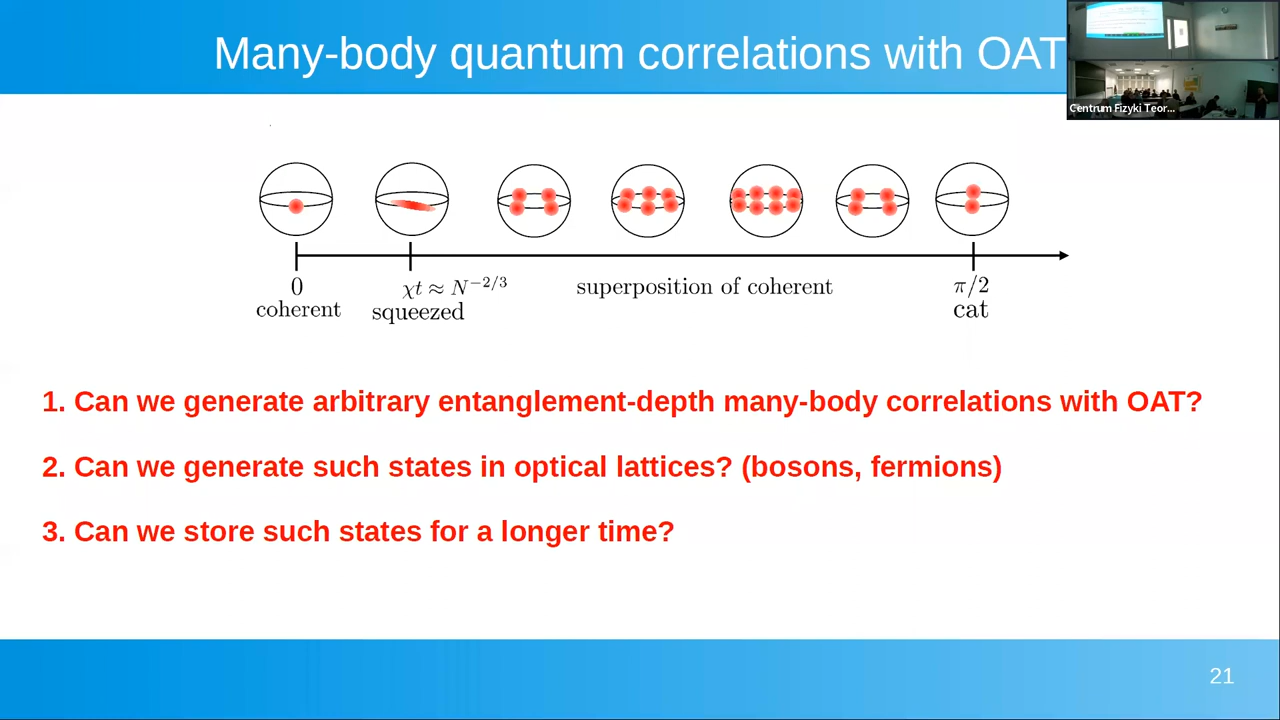 Many-body quantum correlations with OAT
Centrum Fizyki Teor...
0
χt ≈ N^{-2/3}
superposition of coherent
π/2
coherent
squeezed
cat
1. Can we generate arbitrary entanglement-depth many-body correlations with OAT?
2. Can we generate such states in optical lattices? (bosons, fermions)
3. Can we store such states for a longer time?
21